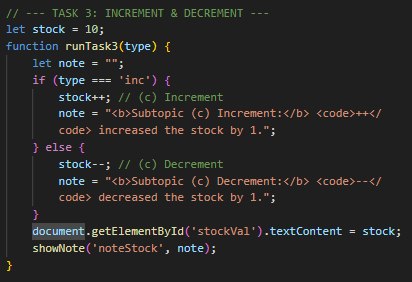 // --- TASK 3: INCREMENT & DECREMENT ---
let stock = 10;
function runTask3(type) {
    let note = "";
    if (type === 'inc') {
        stock++; // (c) Increment
        note = "<b>Subtopic (c) Increment:</b> <code>++</
        code> increased the stock by 1.";
    } else {
        stock--; // (c) Decrement
        note = "<b>Subtopic (c) Decrement:</b> <code>--</
        code> decreased the stock by 1.";
    }
    document.getElementById('stockVal').textContent = stock;
    showNote('noteStock', note);
}